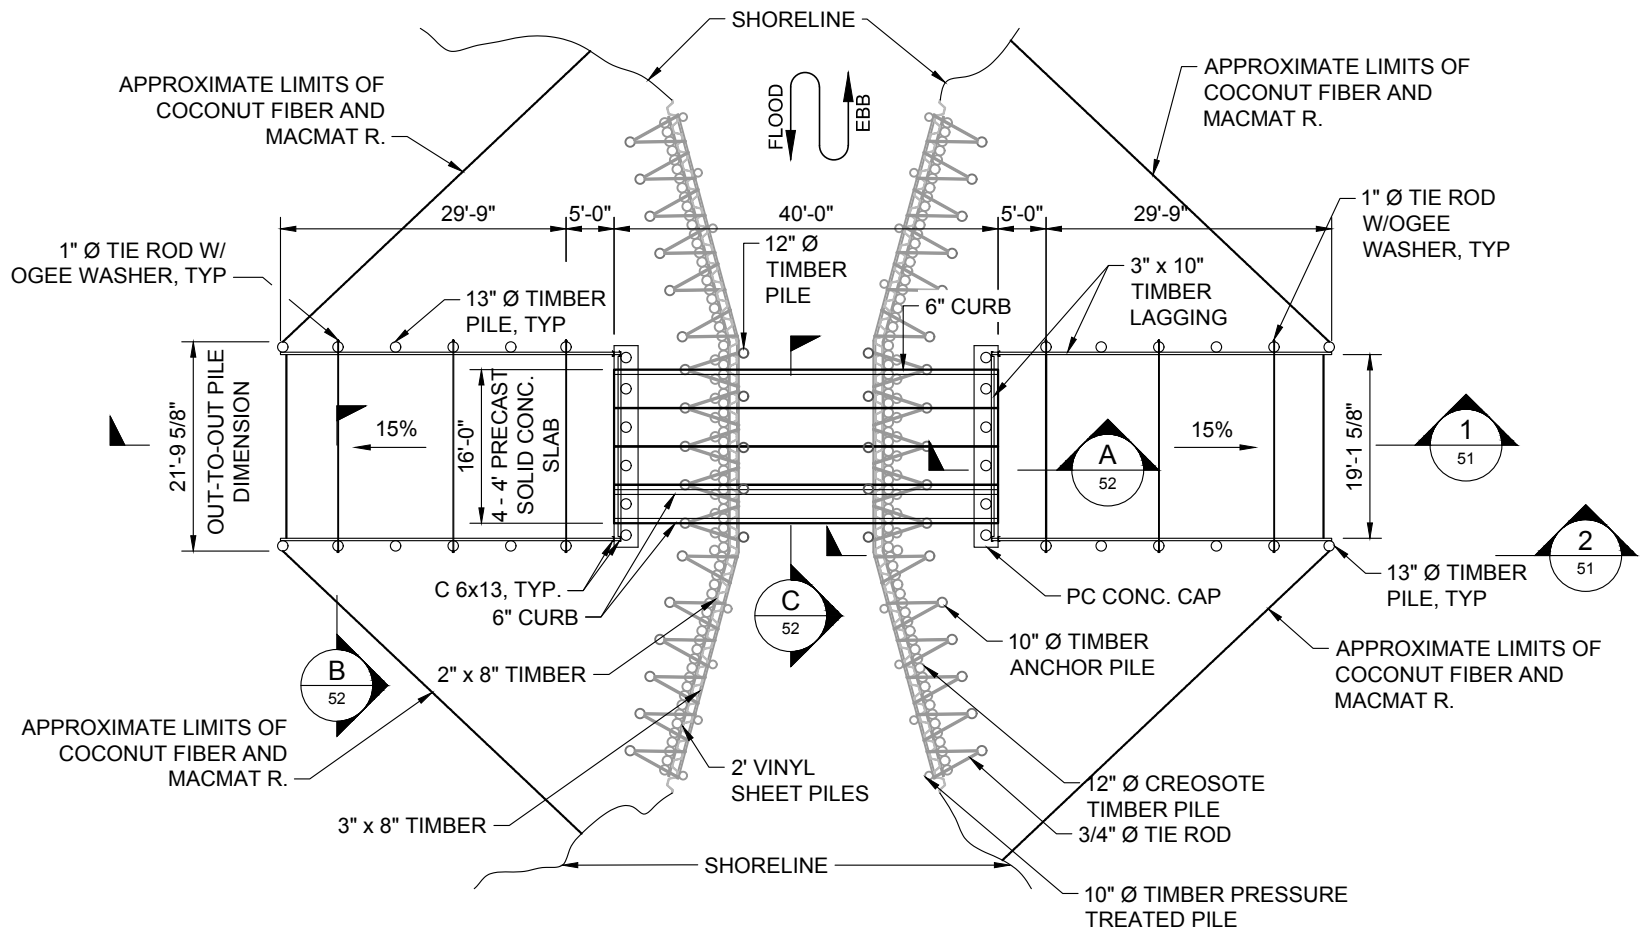 SHORELINE
APPROXIMATE LIMITS OF
COCONUT FIBER AND
MACMAT R.
FLOOD
EBB
APPROXIMATE LIMITS OF
COCONUT FIBER AND
MACMAT R.
29'-9"
5'-0"
40'-0"
5'-0"
29'-9"
1" Ø TIE ROD W/
OGEE WASHER, TYP
13" Ø TIMBER
PILE, TYP
12" Ø
TIMBER
PILE
6" CURB
3" x 10"
TIMBER
LAGGING
1" Ø TIE ROD
W/OGEE
WASHER, TYP
21'-9 5/8"
OUT-TO-OUT PILE
DIMENSION
15%
16'-0"
4 - 4' PRECAST
SOLID CONC.
SLAB
A
52
15%
19'-1 5/8"
1
51
2
51
C 6x13, TYP.
6" CURB
C
52
PC CONC. CAP
13" Ø TIMBER
PILE, TYP
B
52
2" x 8" TIMBER
10" Ø TIMBER
ANCHOR PILE
APPROXIMATE LIMITS OF
COCONUT FIBER AND
MACMAT R.
APPROXIMATE LIMITS OF
COCONUT FIBER AND
MACMAT R.
2' VINYL
SHEET PILES
3" x 8" TIMBER
12" Ø CREOSOTE
TIMBER PILE
3/4" Ø TIE ROD
SHORELINE
10" Ø TIMBER PRESSURE
TREATED PILE